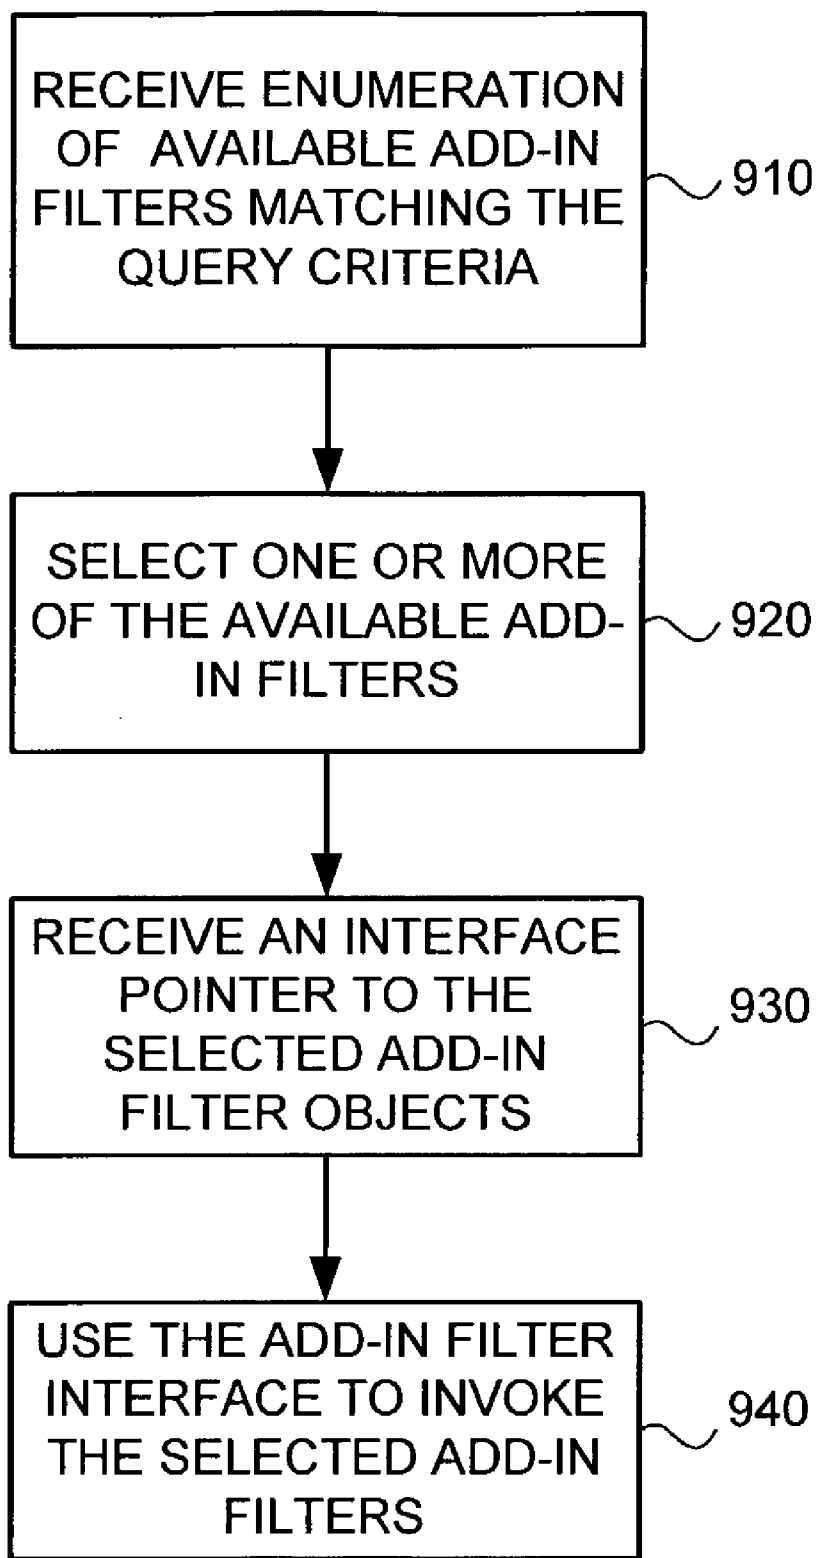 RECEIVE ENUMERATION
OF AVAILABLE ADD-IN
FILTERS MATCHING THE
QUERY CRITERIA
910
SELECT ONE OR MORE
OF THE AVAILABLE ADD-
IN FILTERS
920
RECEIVE AN INTERFACE
POINTER TO THE
SELECTED ADD-IN
FILTER OBJECTS
930
USE THE ADD-IN FILTER
INTERFACE TO INVOKE
THE SELECTED ADD-IN
FILTERS
940